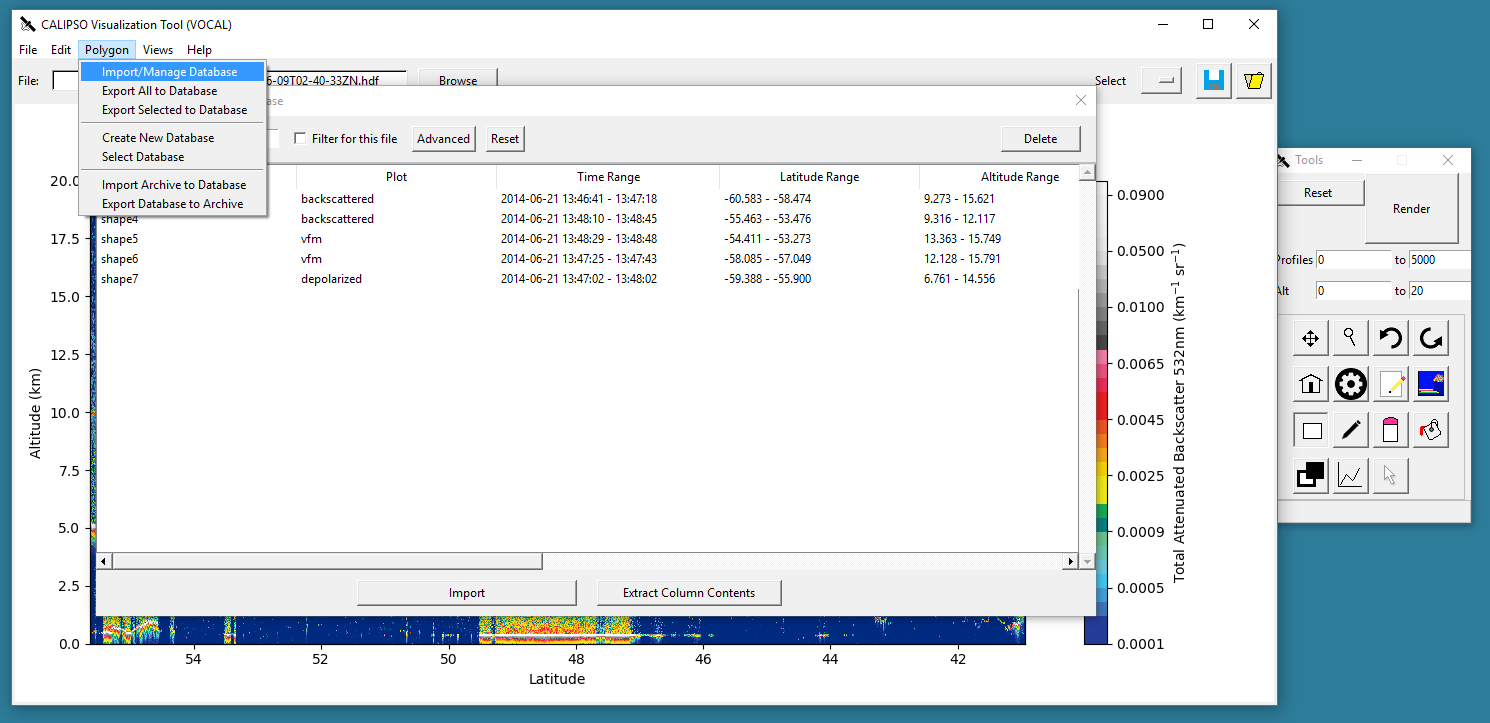 CALIPSO Visualization Tool (VOCAL)
File Edit Polygon Views Help
File: 6-09T02-40-33ZN.hdf Browse Select
Import/Manage Database
Export All to Database
Export Selected to Database
Create New Database
Select Database
Import Archive to Database
Export Database to Archive
Filter for this file Advanced Reset Delete
Plot Time Range Latitude Range Altitude Range
backscattered 2014-06-21 13:46:41 - 13:47:18 -60.583 - -58.474 9.273 - 15.621
shape4 backscattered 2014-06-21 13:48:10 - 13:48:45 -55.463 - -53.476 9.316 - 12.117
shape5 vfm 2014-06-21 13:48:29 - 13:48:48 -54.411 - -53.273 13.363 - 15.749
shape6 vfm 2014-06-21 13:47:25 - 13:47:43 -58.085 - -57.049 12.128 - 15.791
shape7 depolarized 2014-06-21 13:47:02 - 13:48:02 -59.388 - -55.900 6.761 - 14.556
Import Extract Column Contents
20.0
17.5
15.0
12.5
10.0
7.5
5.0
2.5
0.0
Altitude (km)
54 52 50 48 46 44 42
Latitude
0.0900
0.0500
0.0100
0.0065
0.0045
0.0025
0.0009
0.0005
0.0001
Total Attenuated Backscatter 532nm (km⁻¹ sr⁻¹)
Tools
Reset Render
Profiles 0 to 5000
Alt 0 to 20